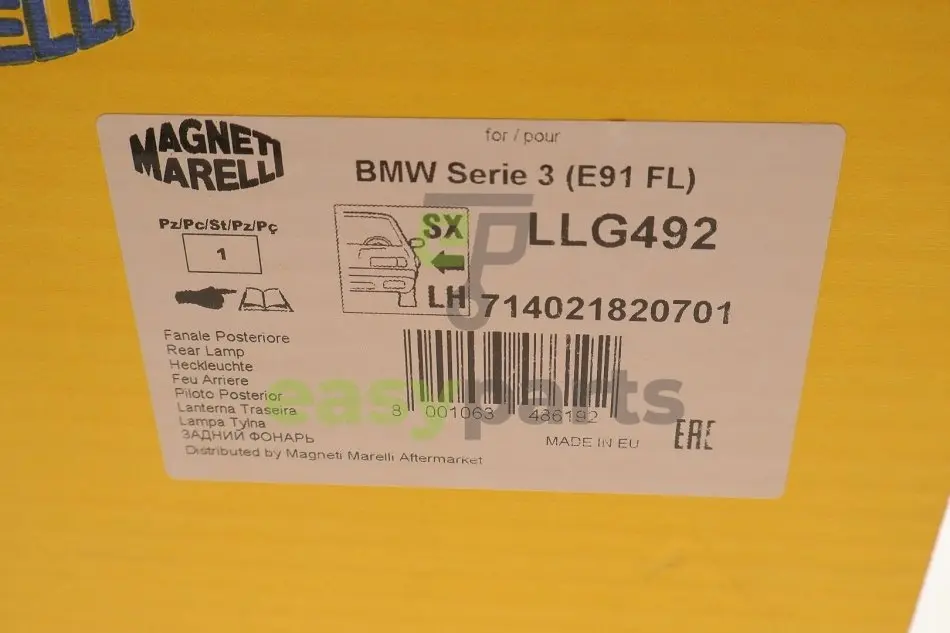 ELLI
MAGNETI
MARELLI
for / pour
BMW Serie 3 (E91 FL)
Pz/Pc/St/Pz/Pç
1
SX
LH
LLG492
714021820701
Fanale Posteriore
Rear Lamp
Heckleuchte
Feu Arriere
Piloto Posterior
Lanterna Traseira
Lampa Tylna
ЗАДНИЙ ФОНАРЬ
Distributed by Magneti Marelli Aftermarket
8 001063 486192
MADE IN EU
EAC
easyparts